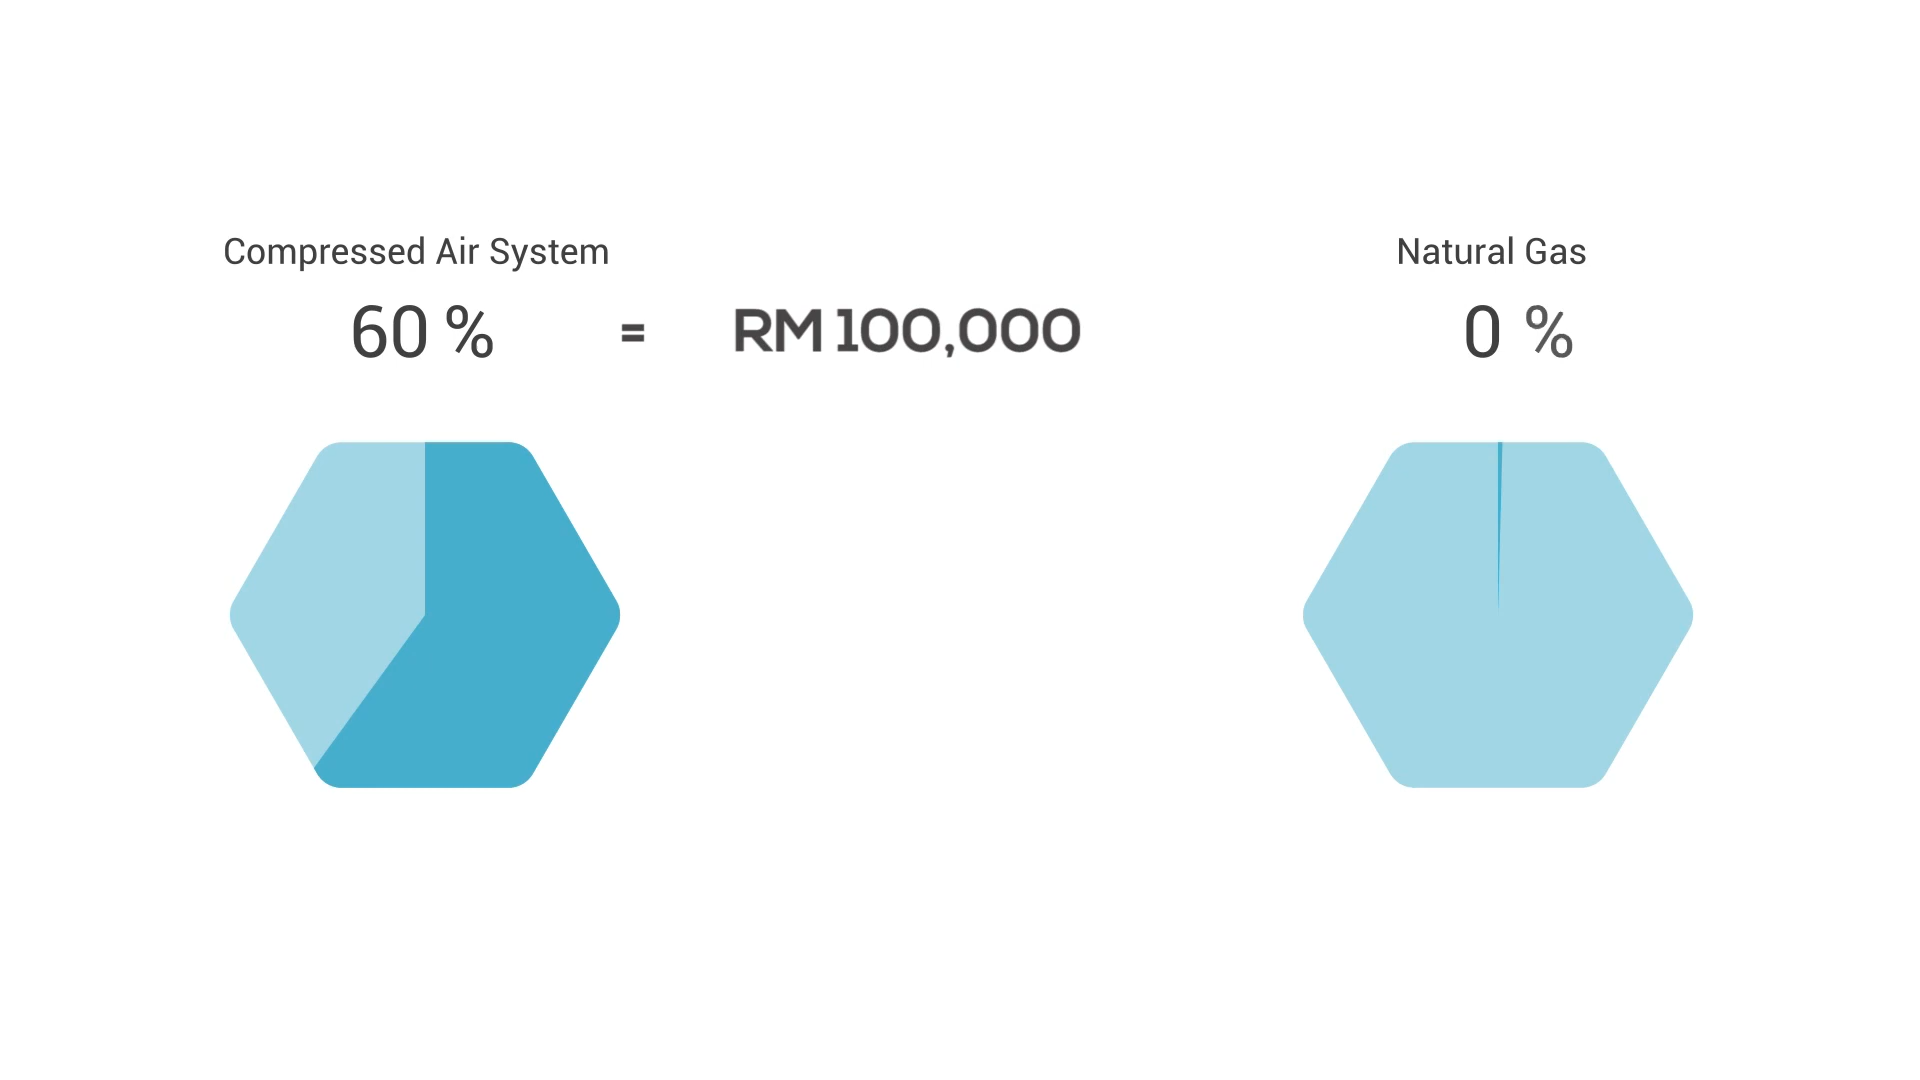 Compressed Air System
60 % = RM 100,000
Natural Gas
0 %